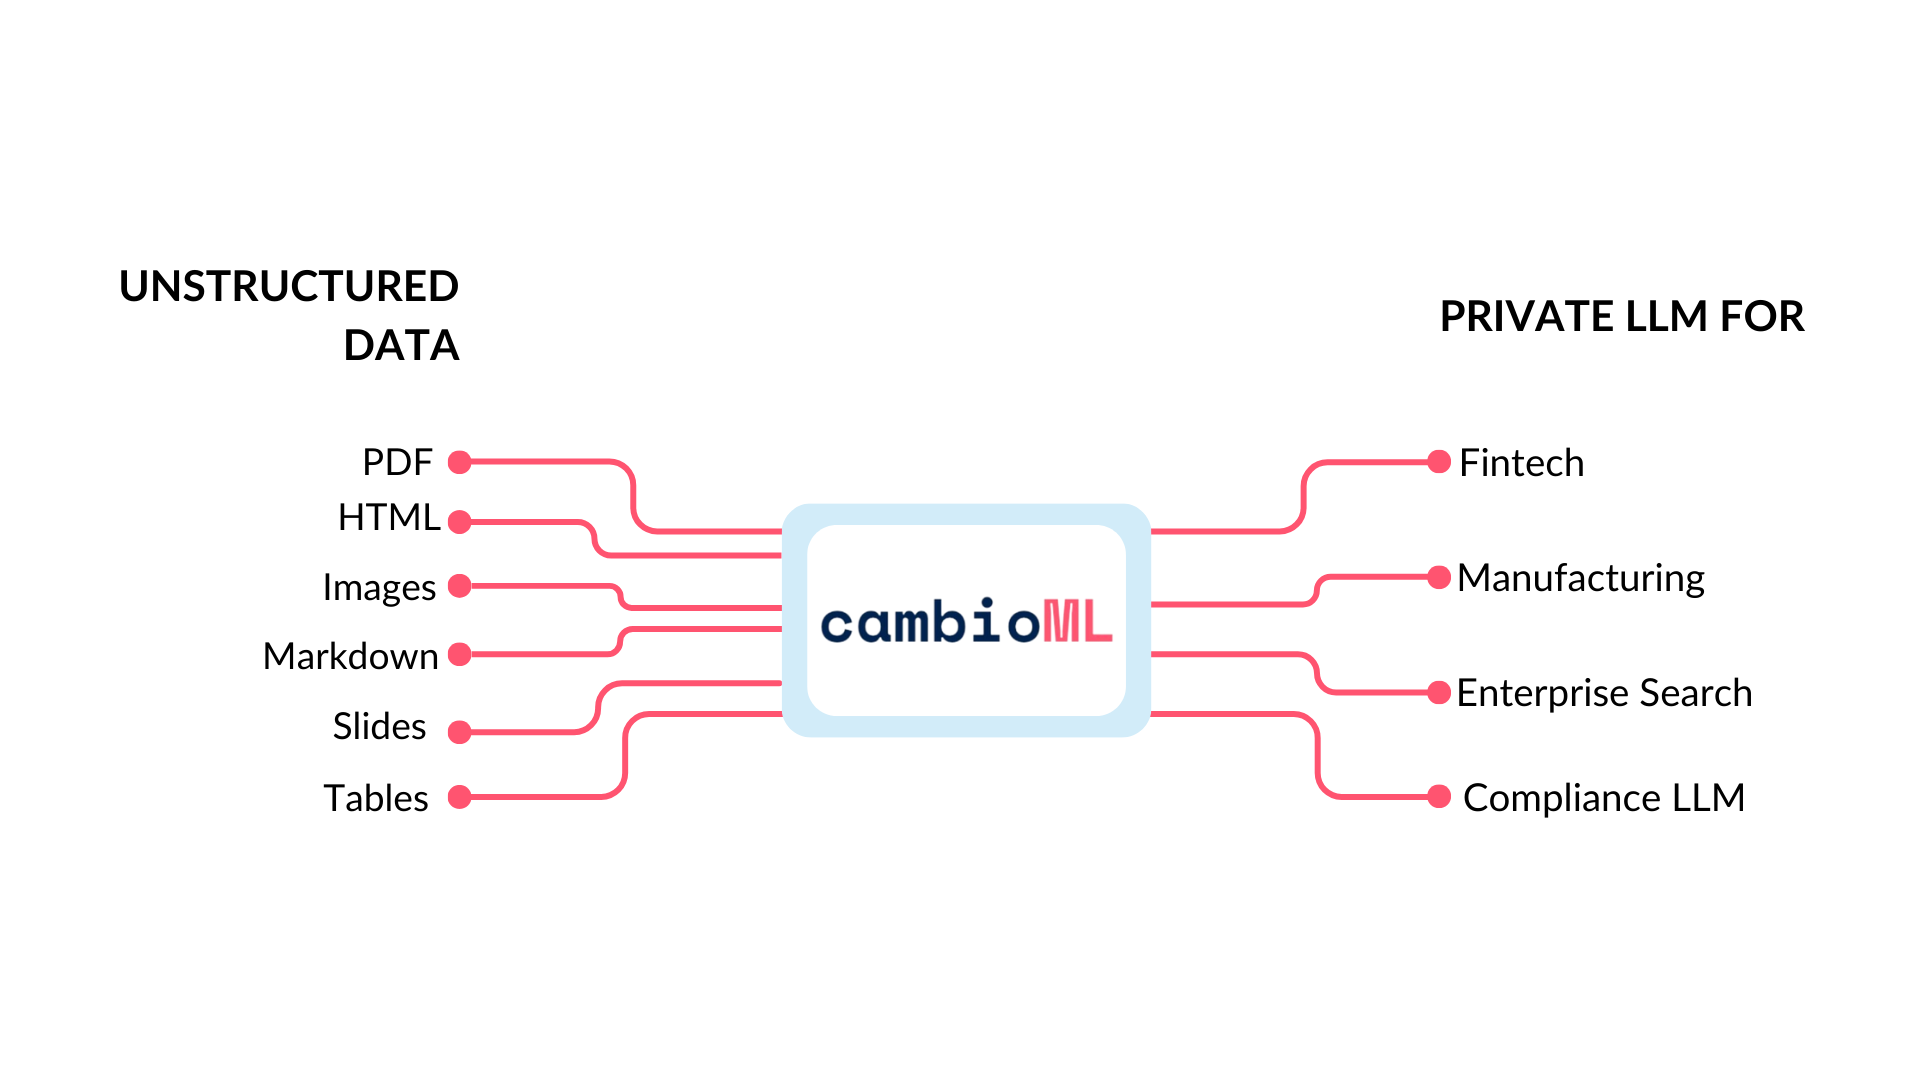 UNSTRUCTURED
DATA
PDF
HTML
Images
Markdown
Slides
Tables
cambioML
PRIVATE LLM FOR
Fintech
Manufacturing
Enterprise Search
Compliance LLM